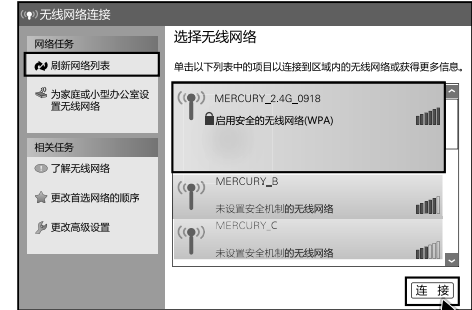 无线网络连接
网络任务
刷新网络列表
为家庭或小型办公室设
置无线网络
相关任务
了解无线网络
更改首选网络的顺序
更改高级设置
选择无线网络
单击以下列表中的项目以连接到区域内的无线网络或获得更多信息。
MERCURY_2.4G_0918
启用安全的无线网络(WPA)
MERCURY_B
未设置安全机制的无线网络
MERCURY_C
未设置安全机制的无线网络
连 接